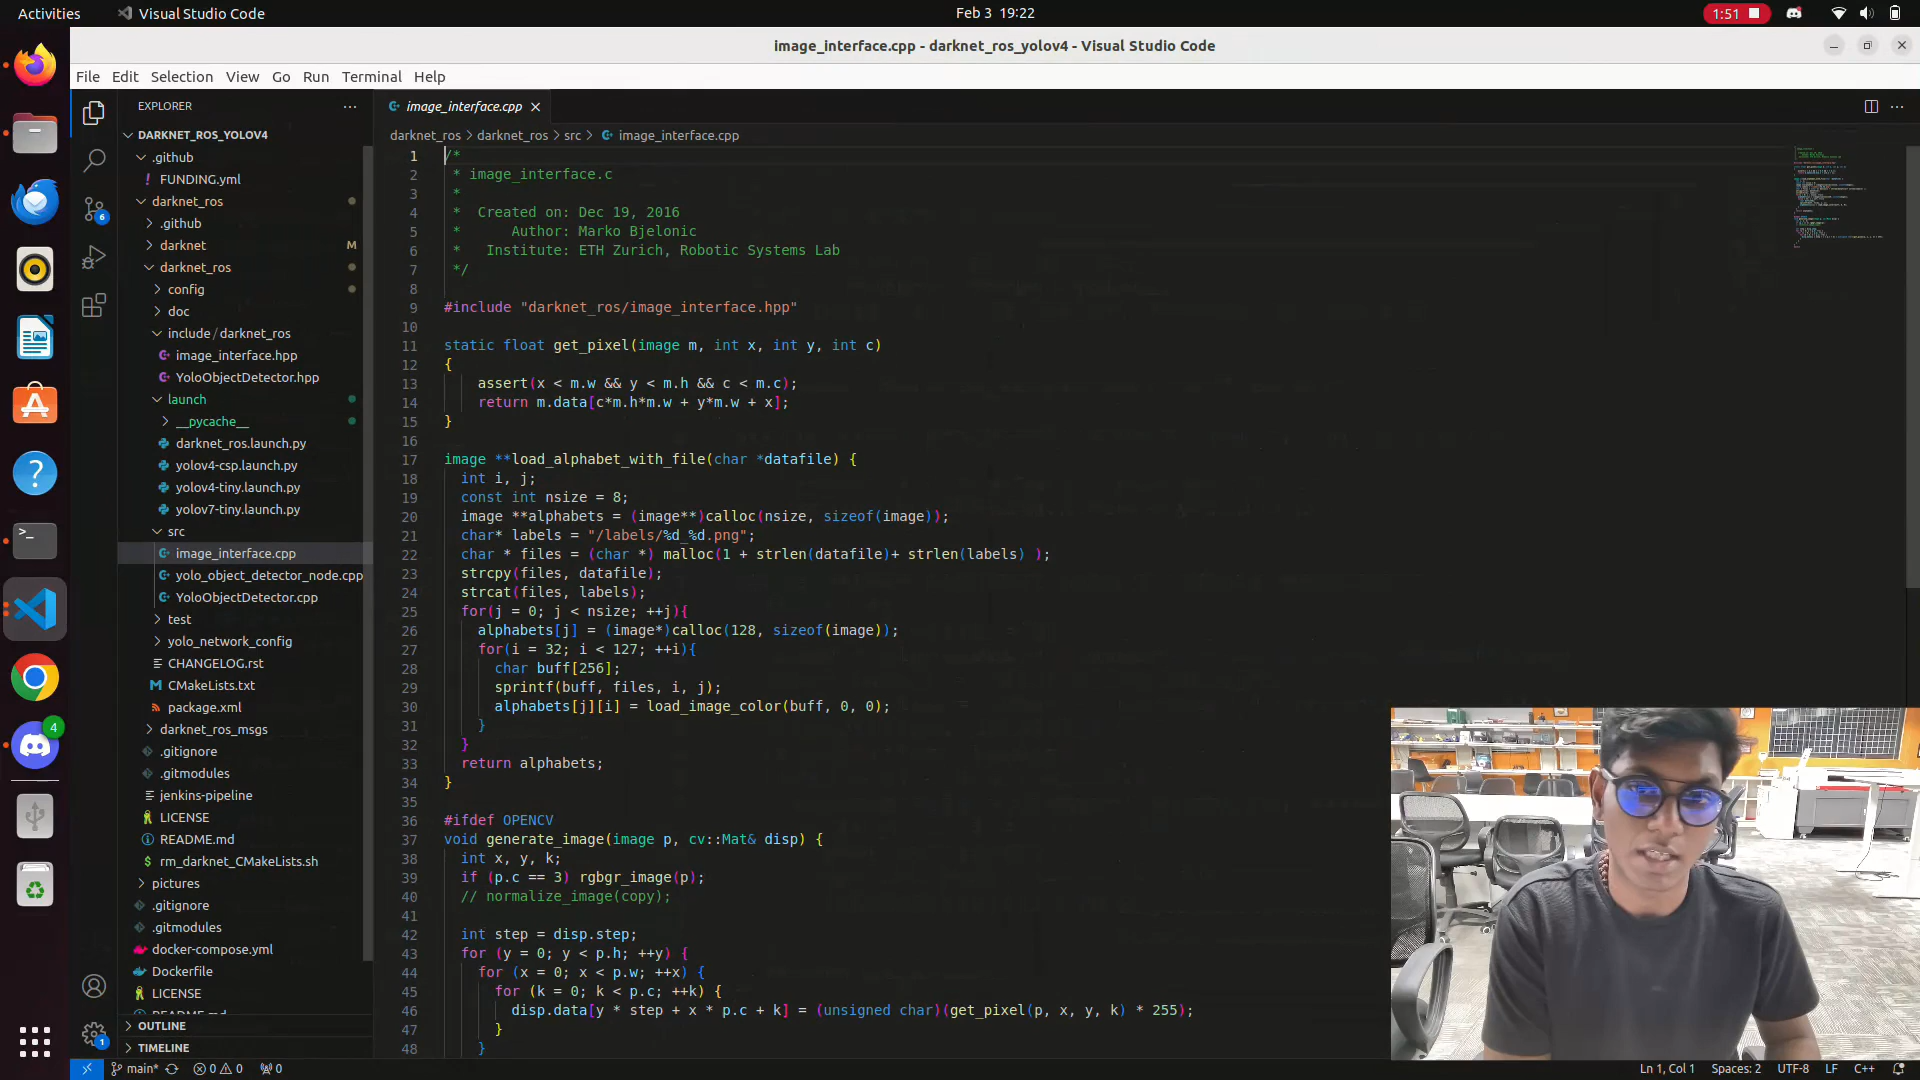 Activities
Visual Studio Code
Feb 3 19:22
1:51
image_interface.cpp - darknet_ros_yolov4 - Visual Studio Code
File Edit Selection View Go Run Terminal Help
EXPLORER
DARKNET_ROS_YOLOV4
.github
! FUNDING.yml
darknet_ros
.github
darknet M
darknet_ros
config
doc
include/darknet_ros
image_interface.hpp
YoloObjectDetector.hpp
launch
__pycache__
darknet_ros.launch.py
yolov4-csp.launch.py
yolov4-tiny.launch.py
yolov7-tiny.launch.py
src
image_interface.cpp
yolo_object_detector_node.cpp
YoloObjectDetector.cpp
test
yolo_network_config
CHANGELOG.rst
M CMakeLists.txt
package.xml
darknet_ros_msgs
.gitignore
.gitmodules
jenkins-pipeline
LICENSE
README.md
$ rm_darknet_CMakeLists.sh
pictures
.gitignore
.gitmodules
docker-compose.yml
Dockerfile
LICENSE
README.md
OUTLINE
TIMELINE
6
4
1
image_interface.cpp
darknet_ros > darknet_ros > src > image_interface.cpp
1 /*
2 * image_interface.c
3 *
4 * Created on: Dec 19, 2016
5 * Author: Marko Bjelonic
6 * Institute: ETH Zurich, Robotic Systems Lab
7 */
8
9 #include "darknet_ros/image_interface.hpp"
10
11 static float get_pixel(image m, int x, int y, int c)
12 {
13 assert(x < m.w && y < m.h && c < m.c);
14 return m.data[c*m.h*m.w + y*m.w + x];
15 }
16
17 image **load_alphabet_with_file(char *datafile) {
18 int i, j;
19 const int nsize = 8;
20 image **alphabets = (image**)calloc(nsize, sizeof(image));
21 char* labels = "/labels/%d_%d.png";
22 char * files = (char *) malloc(1 + strlen(datafile)+ strlen(labels) );
23 strcpy(files, datafile);
24 strcat(files, labels);
25 for(j = 0; j < nsize; ++j){
26 alphabets[j] = (image*)calloc(128, sizeof(image));
27 for(i = 32; i < 127; ++i){
28 char buff[256];
29 sprintf(buff, files, i, j);
30 alphabets[j][i] = load_image_color(buff, 0, 0);
31 }
32 }
33 return alphabets;
34 }
35
36 #ifdef OPENCV
37 void generate_image(image p, cv::Mat& disp) {
38 int x, y, k;
39 if (p.c == 3) rgbgr_image(p);
40 // normalize_image(copy);
41
42 int step = disp.step;
43 for (y = 0; y < p.h; ++y) {
44 for (x = 0; x < p.w; ++x) {
45 for (k = 0; k < p.c; ++k) {
46 disp.data[y * step + x * p.c + k] = (unsigned char)(get_pixel(p, x, y, k) * 255);
47 }
48 }
main* 0 0 0
Ln 1, Col 1 Spaces: 2 UTF-8 LF C++